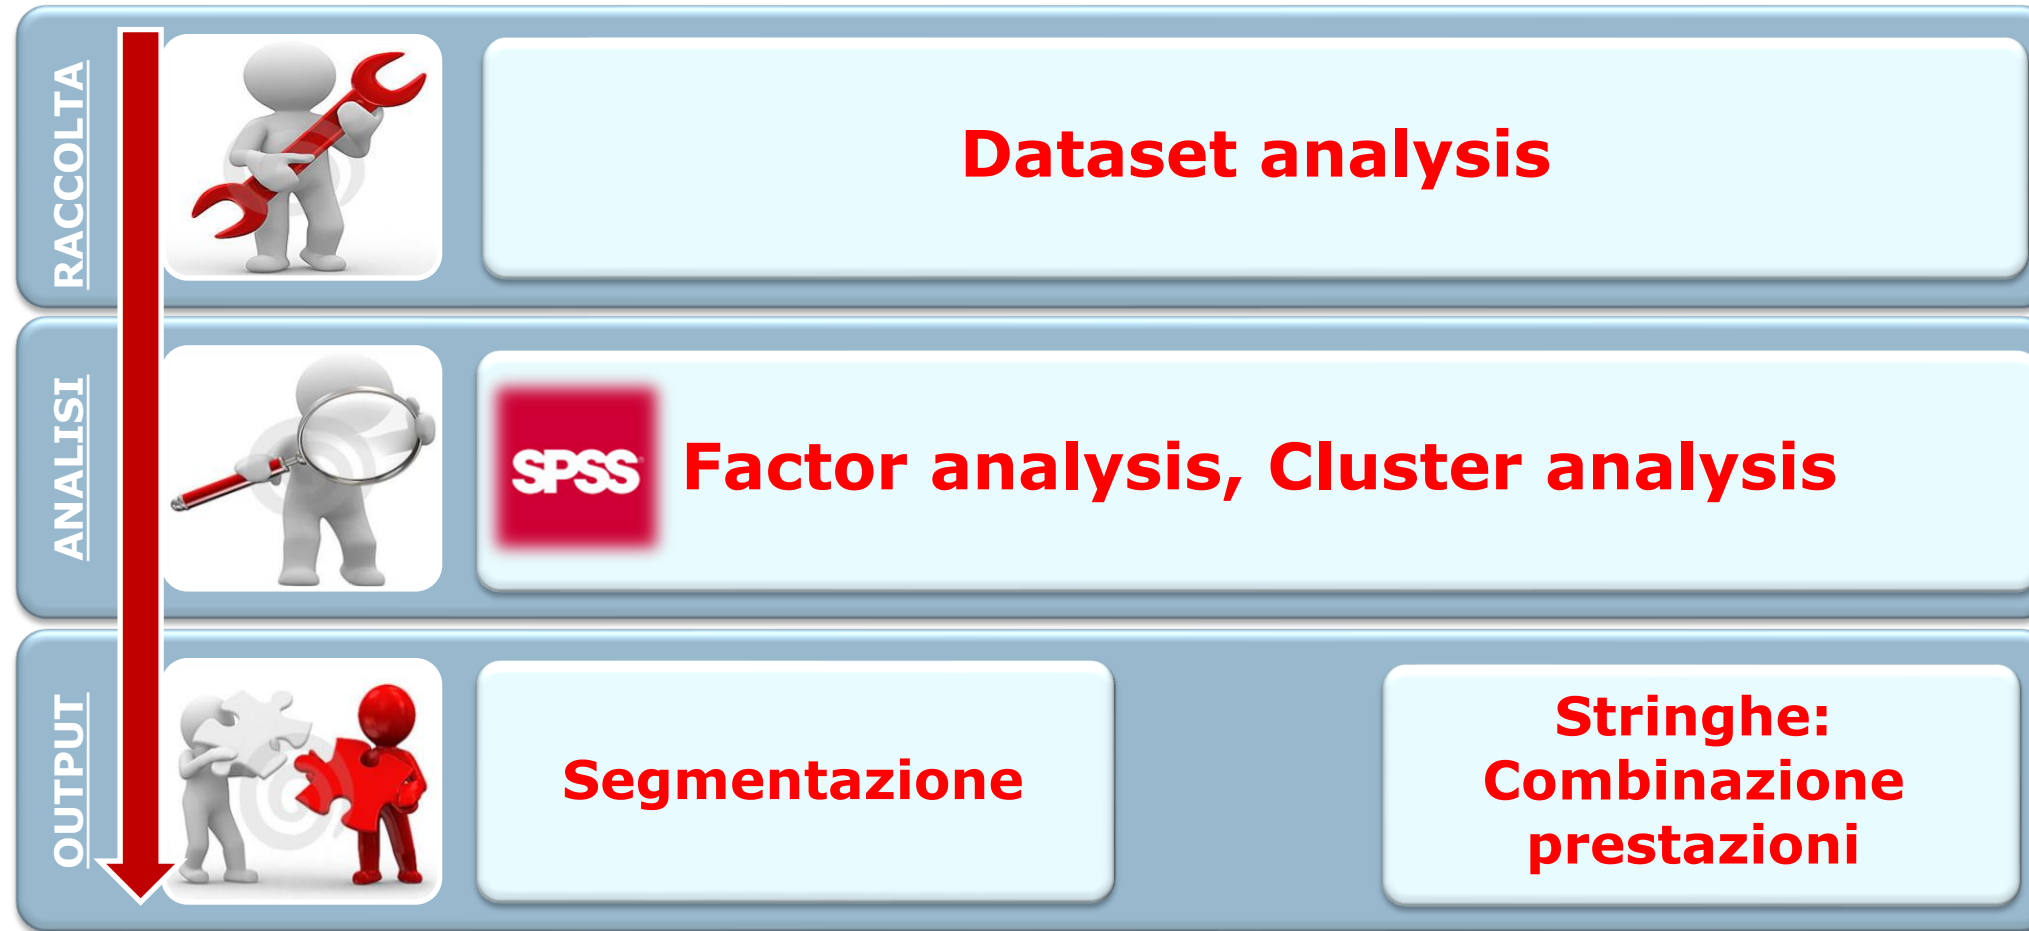 RACCOLTA
Dataset analysis
ANALISI
SPSS
Factor analysis, Cluster analysis
OUTPUT
Segmentazione
Stringhe:
Combinazione
prestazioni